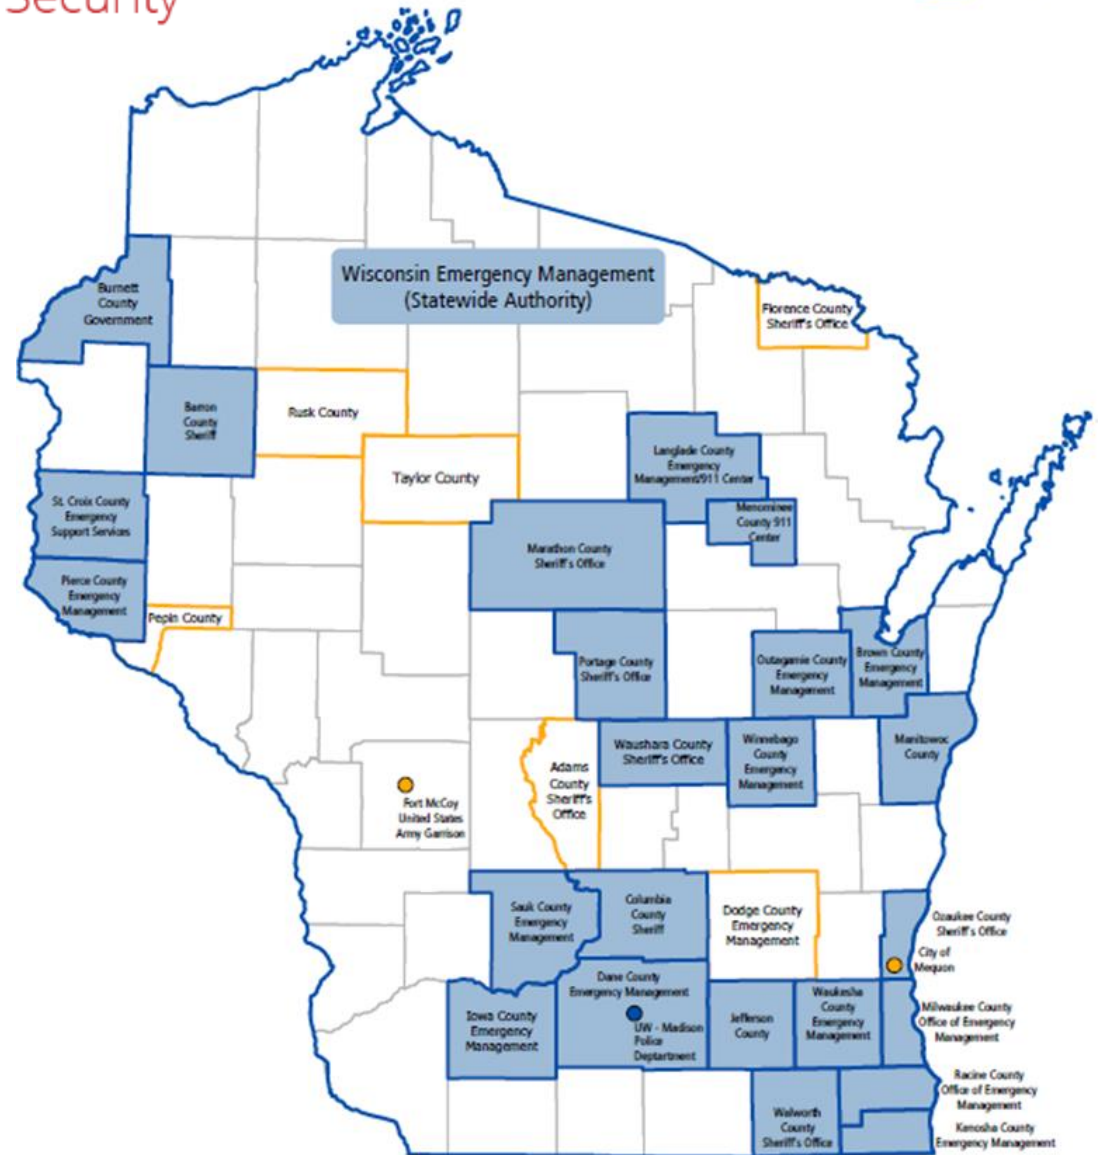 Security
Wisconsin Emergency Management
(Statewide Authority)
Burnett
County
Government
Florence County
Sheriff's Office
Barron
County
Sheriff
Rusk County
Taylor County
Langlade County
Emergency
Management/911 Center
Menominee
County 911
Center
St. Croix County
Emergency
Support Services
Marathon County
Sheriff's Office
Pierce County
Emergency
Management
Pepin County
Portage County
Sheriff's Office
Outagamie County
Emergency
Management
Brown County
Emergency
Management
Waushara County
Sheriff's Office
Winnebago
County
Emergency
Management
Manitowoc
County
Adams
County
Sheriff's
Office
Fort McCoy
United States
Army Garrison
Sauk County
Emergency
Management
Columbia
County
Sheriff
Dodge County
Emergency
Management
Ozaukee County
Sheriff's Office
City of
Mequon
Iowa County
Emergency
Management
Dane County
Emergency Management
UW - Madison
Police
Deptartment
Jefferson
County
Waukesha
County
Emergency
Management
Milwaukee County
Office of Emergency
Management
Racine County
Office of Emergency
Management
Walworth
County
Sheriff's Office
Kenosha County
Emergency Management